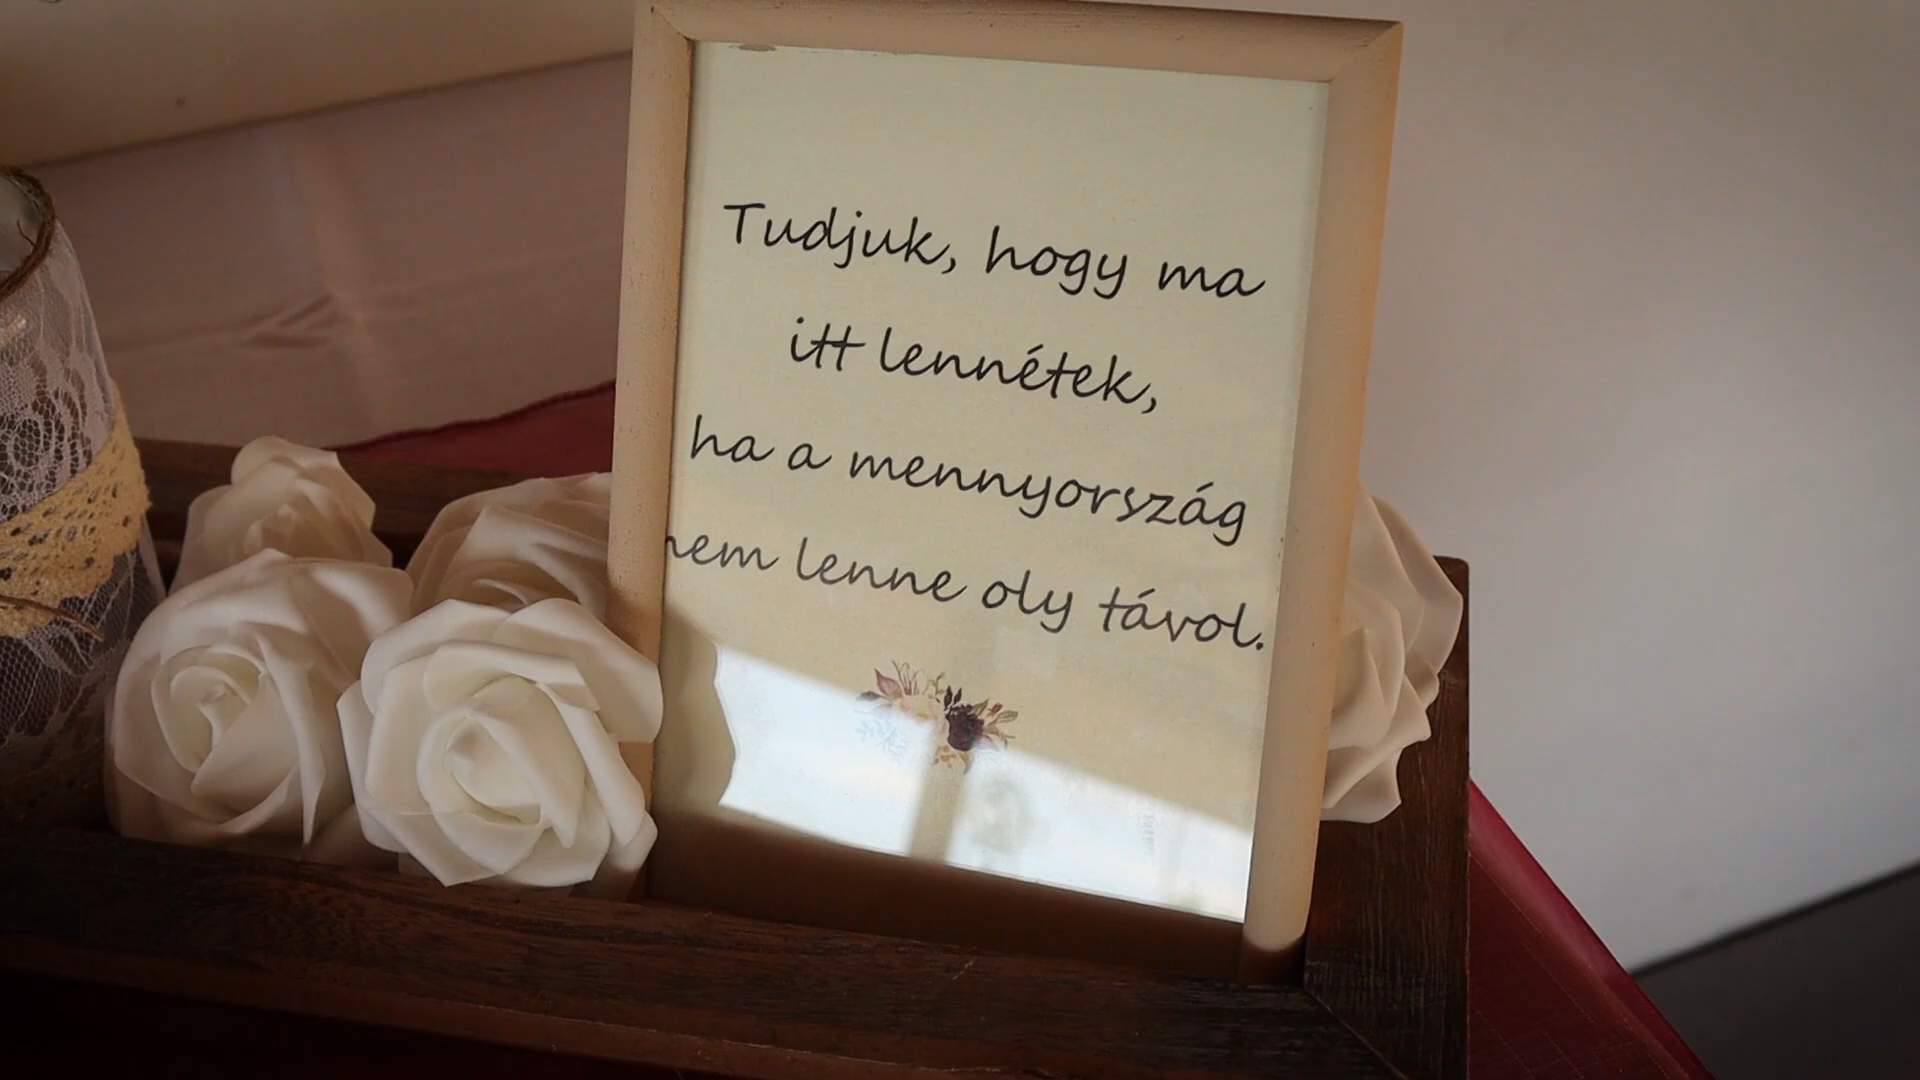 Tudjuk, hogy ma
itt lennétek,
ha a mennyország
nem lenne oly távol.